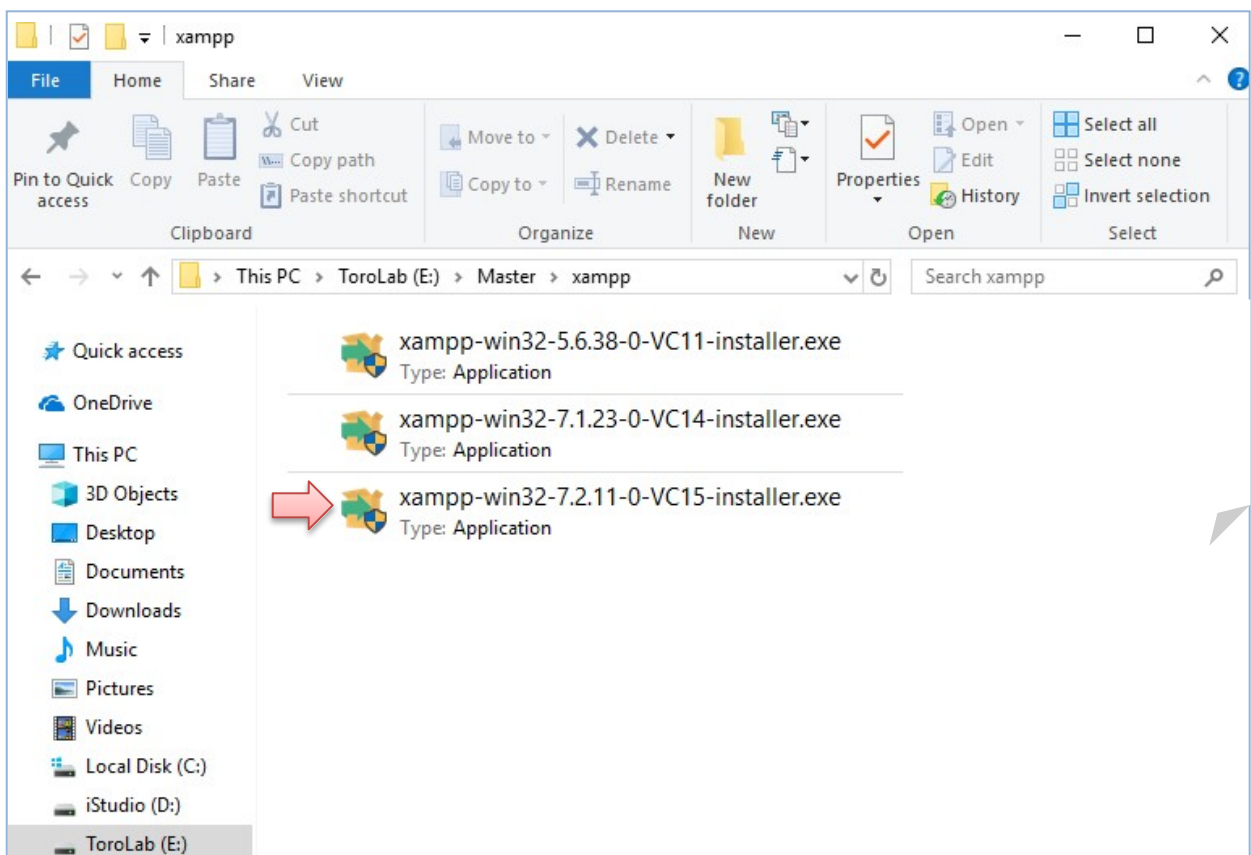 xampp
File Home Share View
Pin to Quick access
Copy
Paste
Cut
Copy path
Paste shortcut
Clipboard
Move to
Copy to
Delete
Rename
Organize
New folder
New
Properties
Open
Edit
History
Open
Select all
Select none
Invert selection
Select
This PC > ToroLab (E:) > Master > xampp
Search xampp
Quick access
OneDrive
This PC
3D Objects
Desktop
Documents
Downloads
Music
Pictures
Videos
Local Disk (C:)
iStudio (D:)
ToroLab (E:)
xampp-win32-5.6.38-0-VC11-installer.exe
Type: Application
xampp-win32-7.1.23-0-VC14-installer.exe
Type: Application
xampp-win32-7.2.11-0-VC15-installer.exe
Type: Application